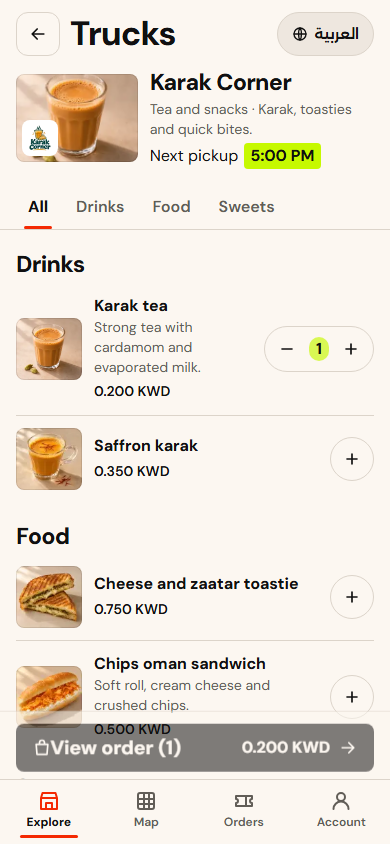 Trucks
العربية
Karak Corner
Karak
Corner
Tea and snacks · Karak, toasties
and quick bites.
Next pickup 5:00 PM
All Drinks Food Sweets
Drinks
Karak tea
Strong tea with
cardamom and
evaporated milk.
0.200 KWD
1
Saffron karak
0.350 KWD
Food
Cheese and zaatar toastie
0.750 KWD
Chips oman sandwich
Soft roll, cream cheese and
crushed chips.
0.500 KWD
View order (1) 0.200 KWD
Explore Map Orders Account